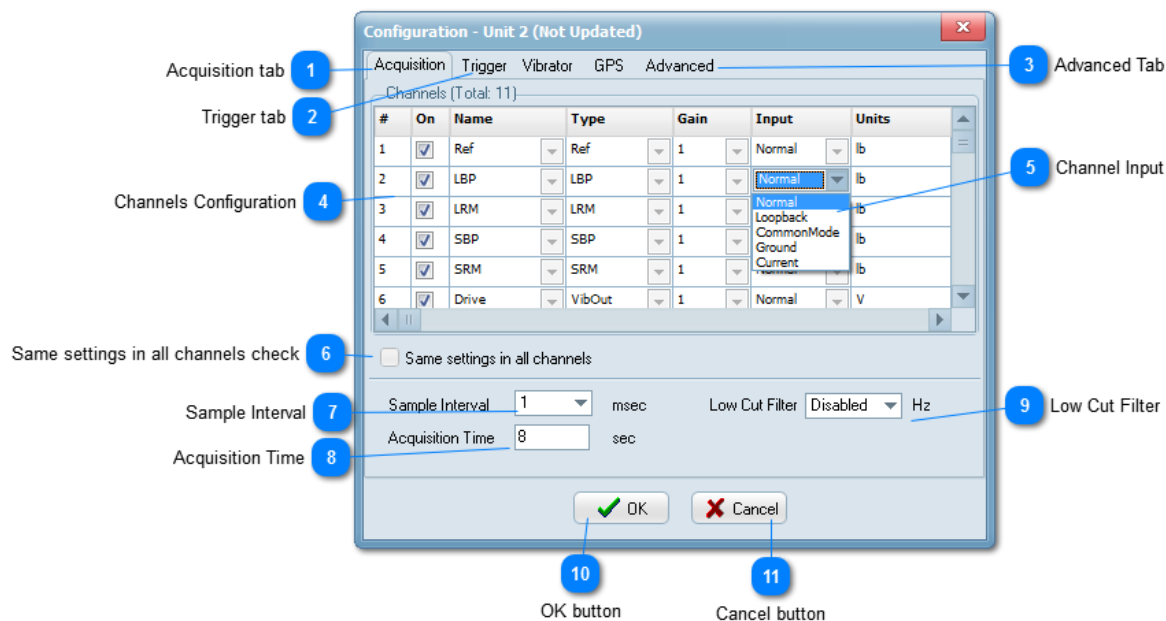 Configuration - Unit 2 (Not Updated)
Acquisition tab 1 Acquisition Trigger Vibrator GPS Advanced 3 Advanced Tab
Trigger tab 2 Channels (Total: 11)
# On Name Type Gain Input Units
1 Ref Ref 1 Normal lb
2 LBP LBP 1 Normal lb
5 Channel Input
Channels Configuration 4
3 LRM LRM 1 Normal lb
Loopback
4 SBP SBP 1 CommonMode lb
Ground
5 SRM SRM 1 Current lb
6 Drive VibOut 1 Normal V
Same settings in all channels check 6 Same settings in all channels
Sample Interval 7 Sample Interval 1 msec Low Cut Filter Disabled Hz 9 Low Cut Filter
Acquisition Time 8 Acquisition Time 8 sec
OK Cancel
10 11
OK button Cancel button